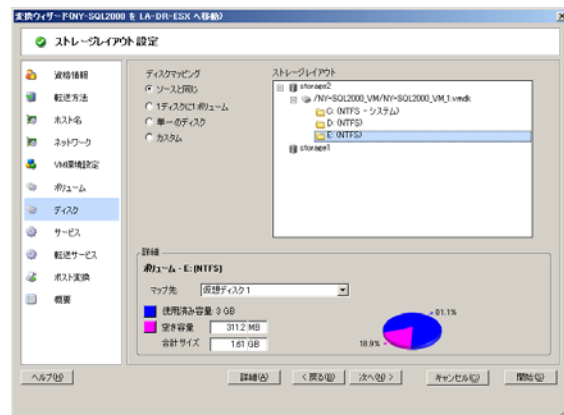 変換ウィザード(NY-SQL2000 を LA-DR-ESX へ移動)
ストレージレイアウト設定
資格情報
転送方法
ホスト名
ネットワーク
VM環境設定
ボリューム
ディスク
サービス
転送サービス
ポスト変換
概要
ディスクマッピング
ソースと同じ
1ディスクに1ボリューム
単一のディスク
カスタム
ストレージレイアウト
storage2
/NY-SQL2000_VM/NY-SQL2000_VM_1.vmdk
C: (NTFS - システム)
D: (NTFS)
E: (NTFS)
storage1
詳細
ボリューム - E: (NTFS)
マップ先
仮想ディスク1
使用済み容量: 3 GB
空き容量 311.2 MB
合計サイズ 1.61 GB
81.1%
18.9%
ヘルプ(H)
詳細(A)
< 戻る(B)
次へ(N) >
キャンセル(C)
開始(S)